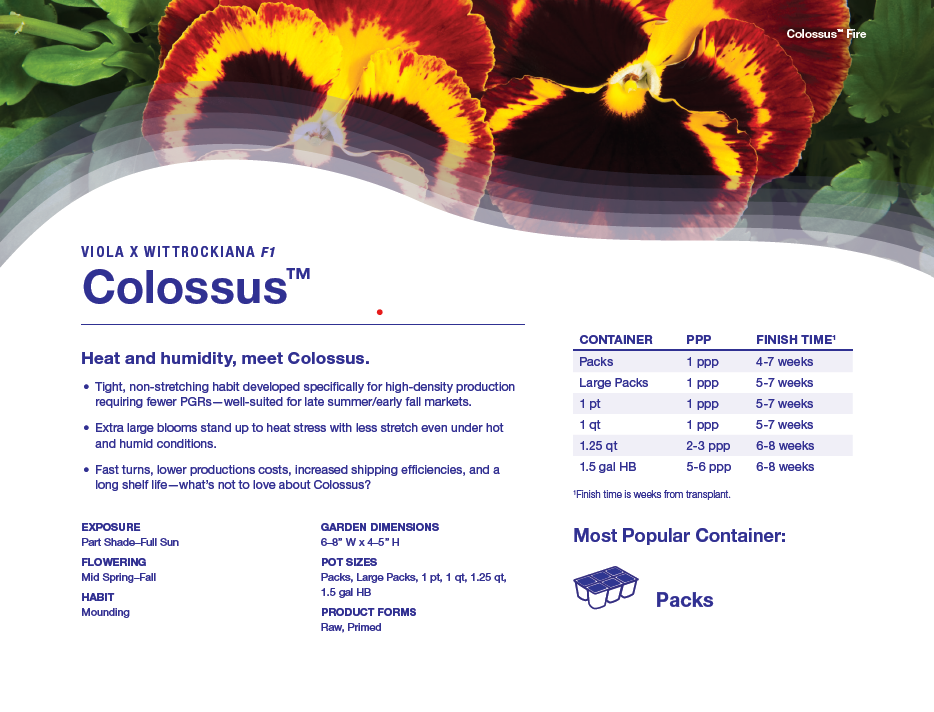 Colossus™ Fire
VIOLA X WITTROCKIANA F1
Colossus™
Heat and humidity, meet Colossus.
• Tight, non-stretching habit developed specifically for high-density production
requiring fewer PGRs—well-suited for late summer/early fall markets.
• Extra large blooms stand up to heat stress with less stretch even under hot
and humid conditions.
• Fast turns, lower productions costs, increased shipping efficiencies, and a
long shelf life—what's not to love about Colossus?
EXPOSURE
Part Shade–Full Sun
FLOWERING
Mid Spring–Fall
HABIT
Mounding
GARDEN DIMENSIONS
6–8” W x 4–5” H
POT SIZES
Packs, Large Packs, 1 pt, 1 qt, 1.25 qt,
1.5 gal HB
PRODUCT FORMS
Raw, Primed
CONTAINER PPP FINISH TIME¹
Packs 1 ppp 4-7 weeks
Large Packs 1 ppp 5-7 weeks
1 pt 1 ppp 5-7 weeks
1 qt 1 ppp 5-7 weeks
1.25 qt 2-3 ppp 6-8 weeks
1.5 gal HB 5-6 ppp 6-8 weeks
¹Finish time is weeks from transplant.
Most Popular Container:
Packs